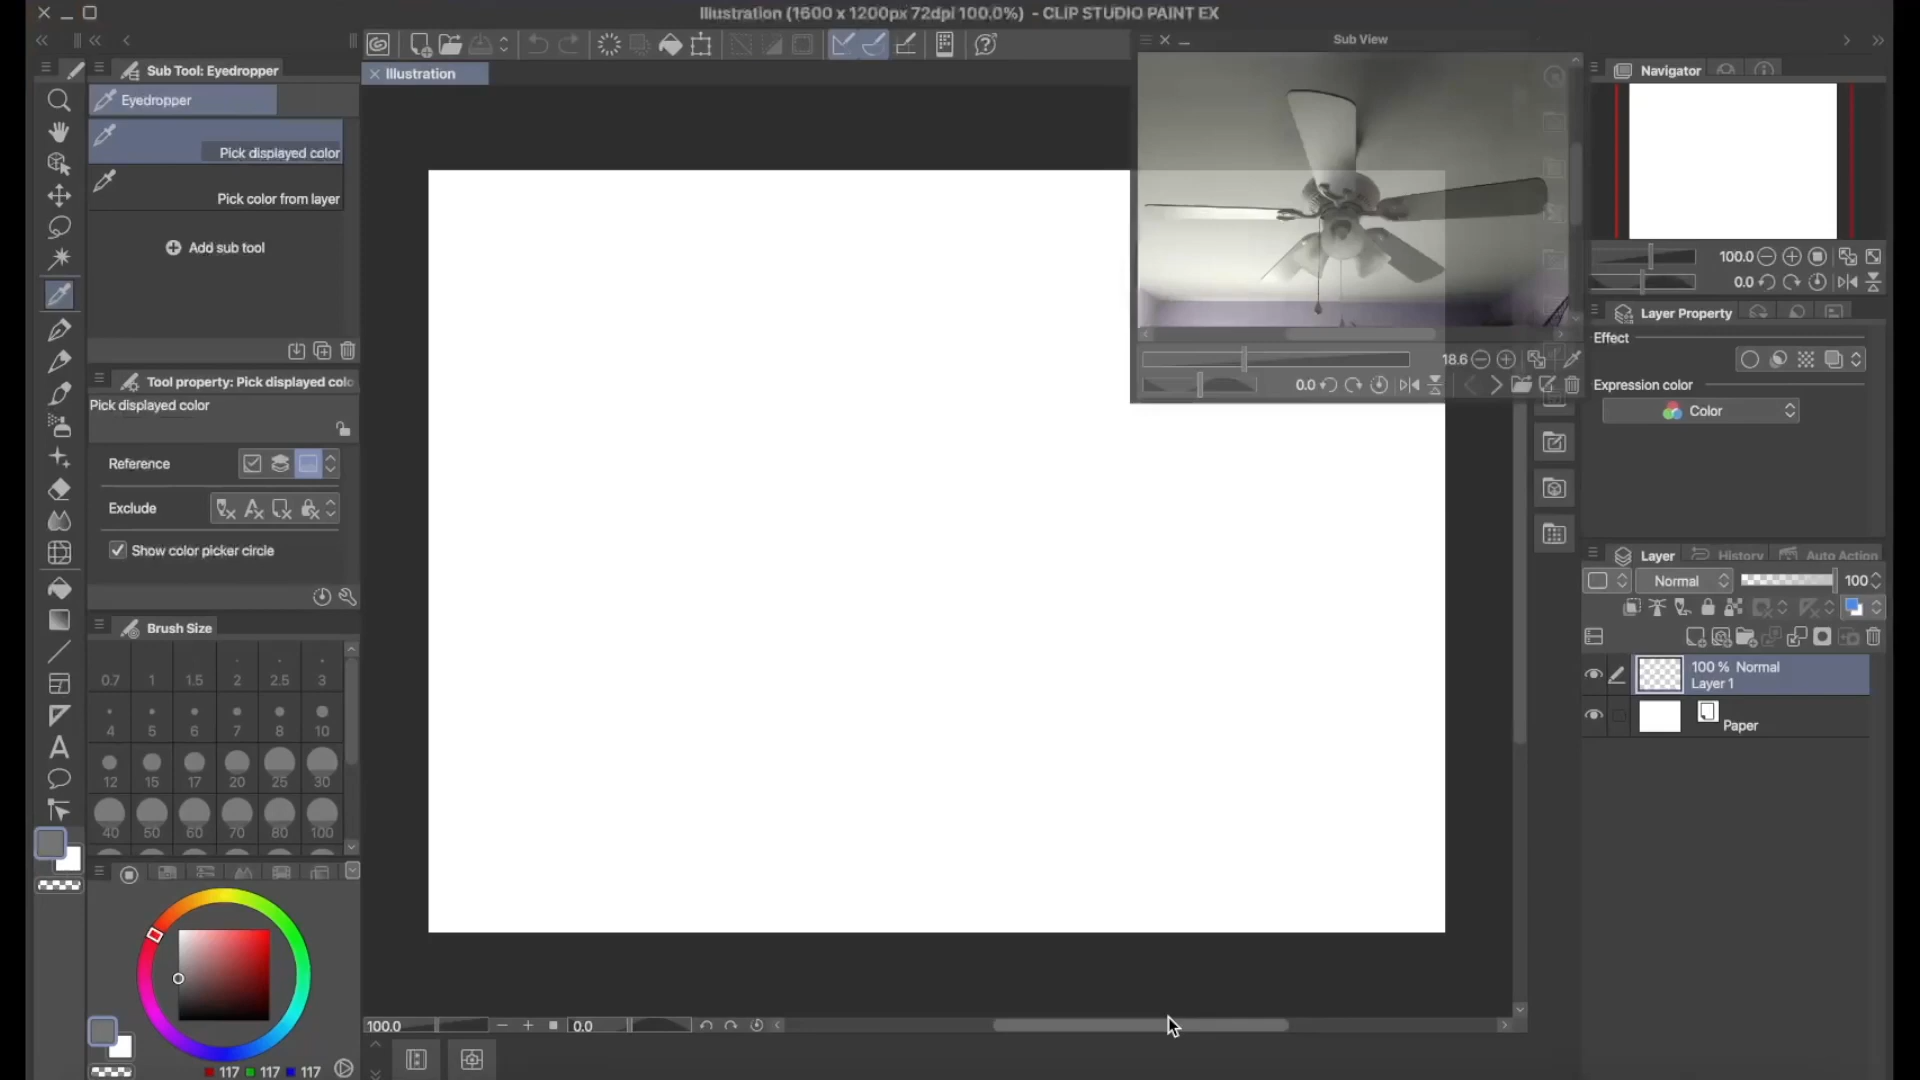 Illustration (1600 x 1200px 72dpi 100.0%) - CLIP STUDIO PAINT EX
Sub Tool: Eyedropper
Illustration
Sub View
Navigator
Eyedropper
Pick displayed color
Pick color from layer
Add sub tool
100.0
0.0
Layer Property
Effect
Expression color
Color
18.6
0.0
Tool property: Pick displayed colo
Pick displayed color
Reference
Exclude
Show color picker circle
Layer
History
Auto Action
Normal
100
100 % Normal
Layer 1
Paper
Brush Size
0.7 1 1.5 2 2.5 3
4 5 6 7 8 10
12 15 17 20 25 30
40 50 60 70 80 100
100.0
0.0
117 117 117